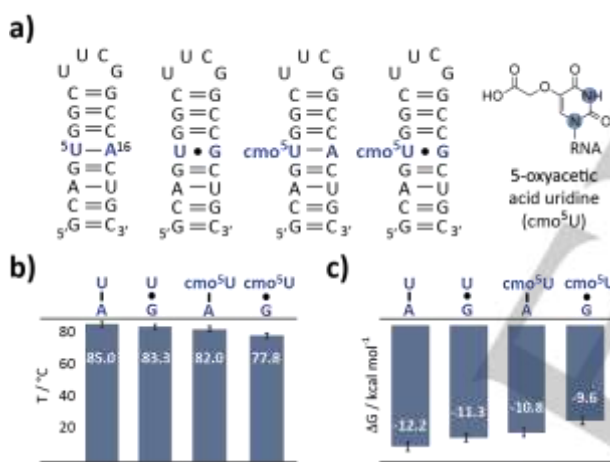 a)
U C U C U C U C
U G U G U G U G
C≡G C≡G C≡G C≡G
G≡C G≡C G≡C G≡C
G≡C G≡C G≡C G≡C
⁵U–A¹⁶ U•G cmo⁵U–A cmo⁵U•G
G≡C G≡C G≡C G≡C
A–U A–U A–U A–U
C≡G C≡G C≡G C≡G
5'G≡C3' 5'G≡C3' 5'G≡C3' 5'G≡C3'
HO
O
O
O
NH
N
O
RNA
5-oxyacetic
acid uridine
(cmo⁵U)
b)
U U cmo⁵U cmo⁵U
A G A G
T / °C
80
60
40
20
85.0 83.3 82.0 77.8
c)
U U cmo⁵U cmo⁵U
A G A G
ΔG / kcal mol⁻¹
-12.2 -11.3 -10.8 -9.6